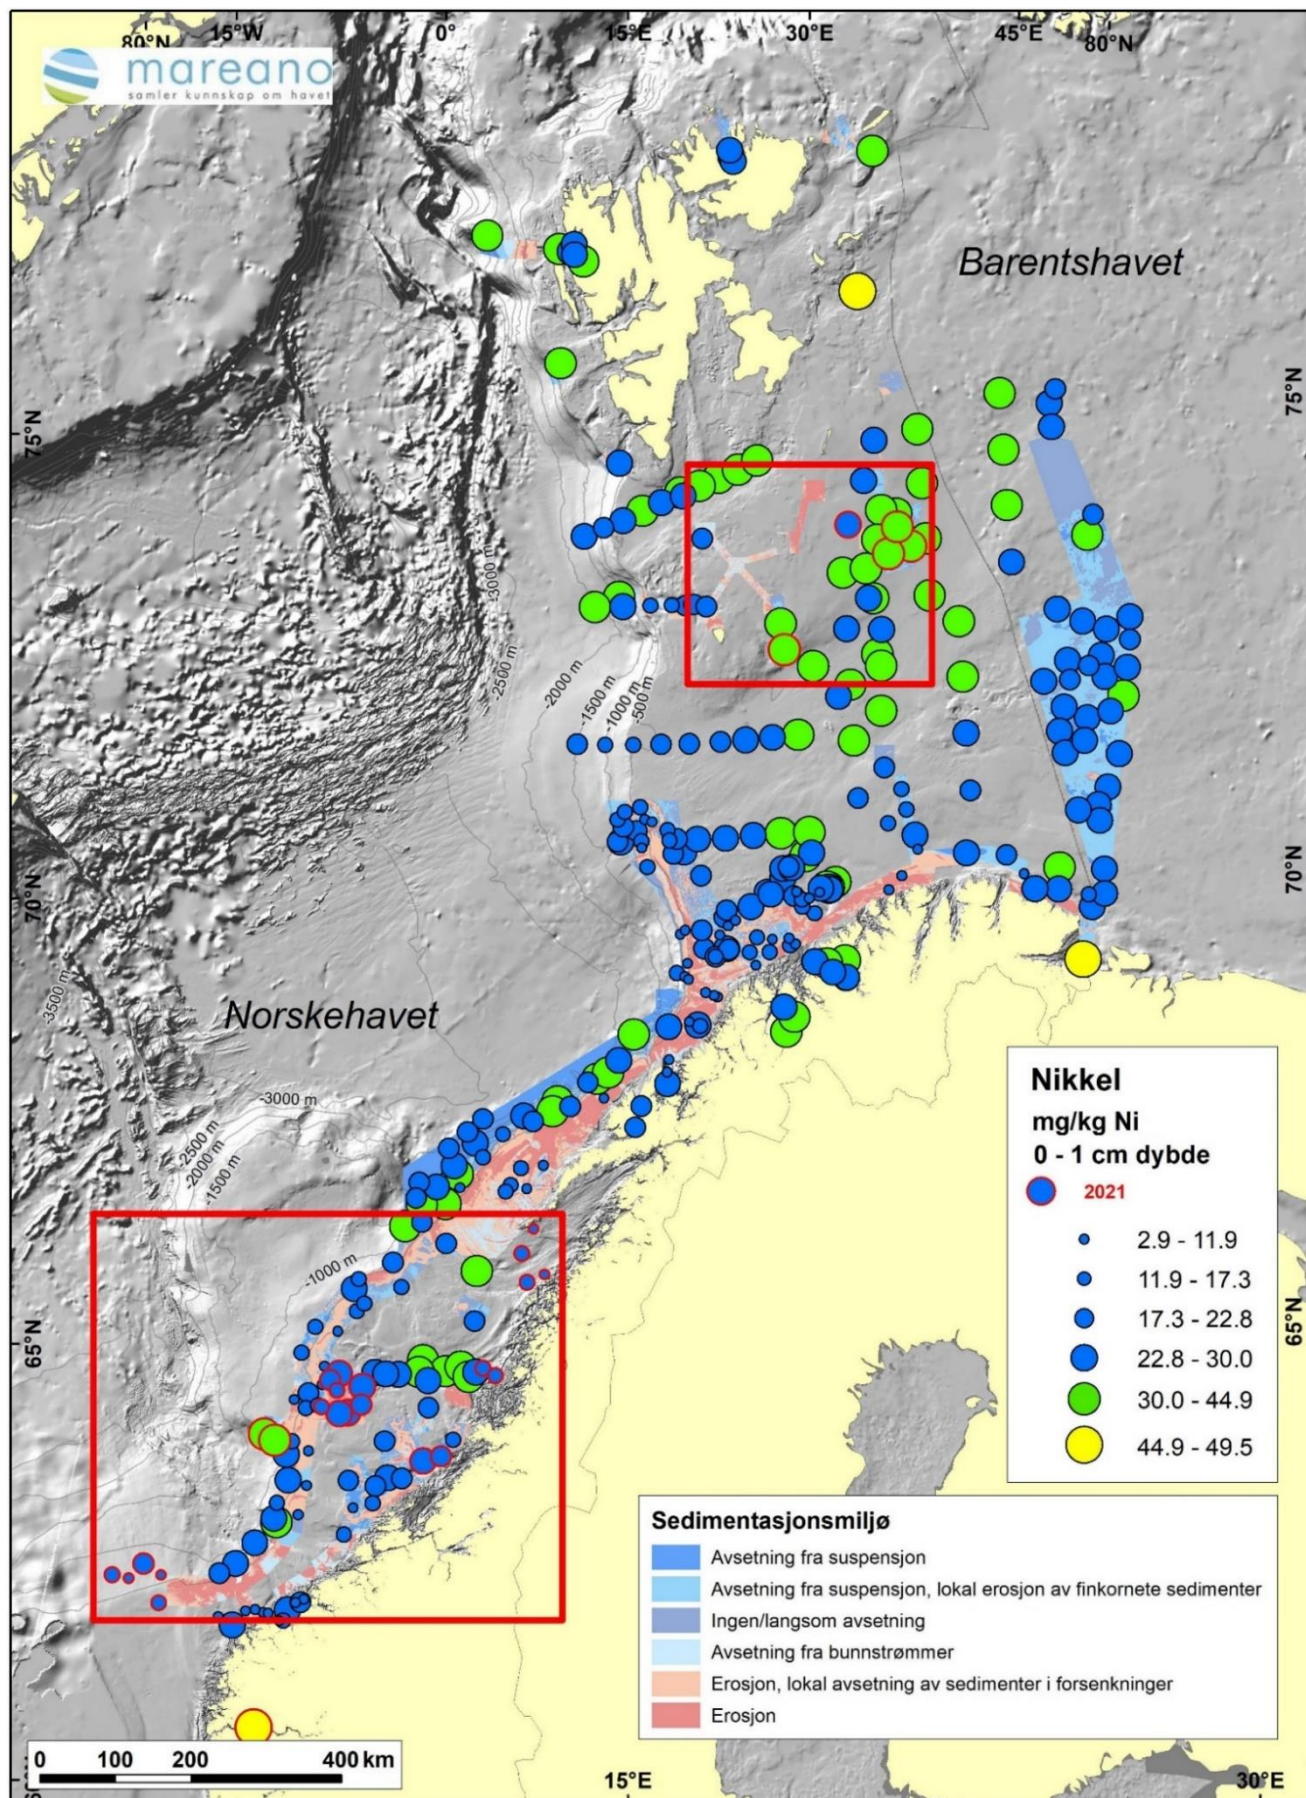 80°N 15°W 0° 15°E 30°E 45°E 80°N
mareano
samler kunnskap om havet
Barentshavet
75°N
75°N
-3000 m
-2500 m
-2000 m
-1500 m
-1000 m
-500 m
70°N
70°N
-3500 m
Norskehavet
-3000 m
-2500 m
-2000 m
-1500 m
-1000 m
65°N
65°N
Nikkel
mg/kg Ni
0 - 1 cm dybde
2021
2.9 - 11.9
11.9 - 17.3
17.3 - 22.8
22.8 - 30.0
30.0 - 44.9
44.9 - 49.5
Sedimentasjonsmiljø
Avsetning fra suspensjon
Avsetning fra suspensjon, lokal erosjon av finkornete sedimenter
Ingen/langsom avsetning
Avsetning fra bunnstrømmer
Erosjon, lokal avsetning av sedimenter i forsenkninger
Erosjon
0 100 200 400 km
15°E 30°E